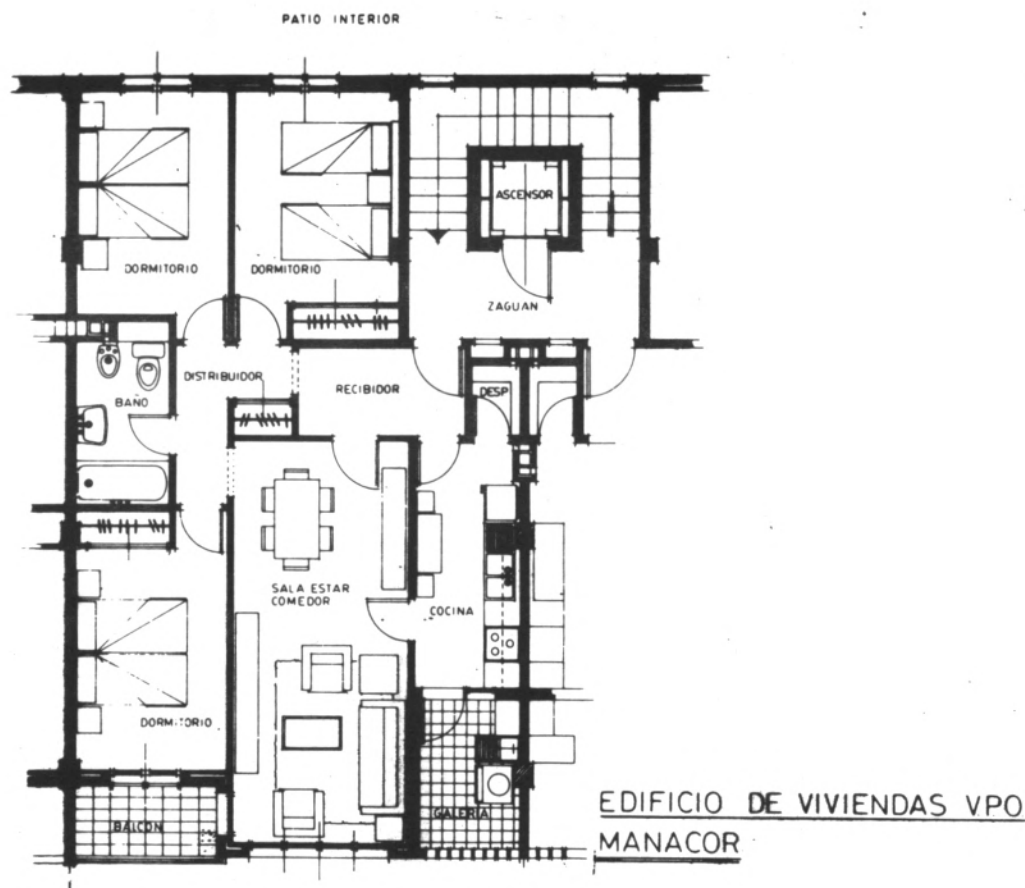 PATIO INTERIOR
ASCENSOR
DORMITORIO
DORMITORIO
ZAGUAN
DISTRIBUIDOR
RECIBIDOR
DESP
BAÑO
SALA ESTAR
COMEDOR
COCINA
DORMITORIO
BALCON
GALERIA
EDIFICIO DE VIVIENDAS VPO
MANACOR